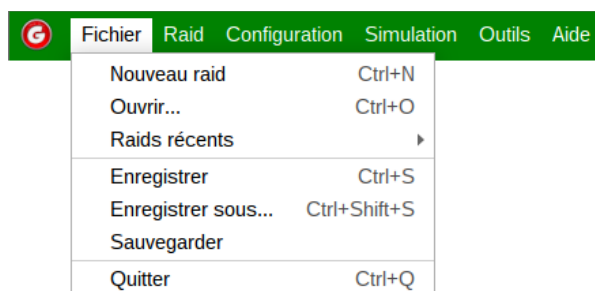 G Fichier Raid Configuration Simulation Outils Aide
Nouveau raid Ctrl+N
Ouvrir... Ctrl+O
Raids récents
Enregistrer Ctrl+S
Enregistrer sous... Ctrl+Shift+S
Sauvegarder
Quitter Ctrl+Q